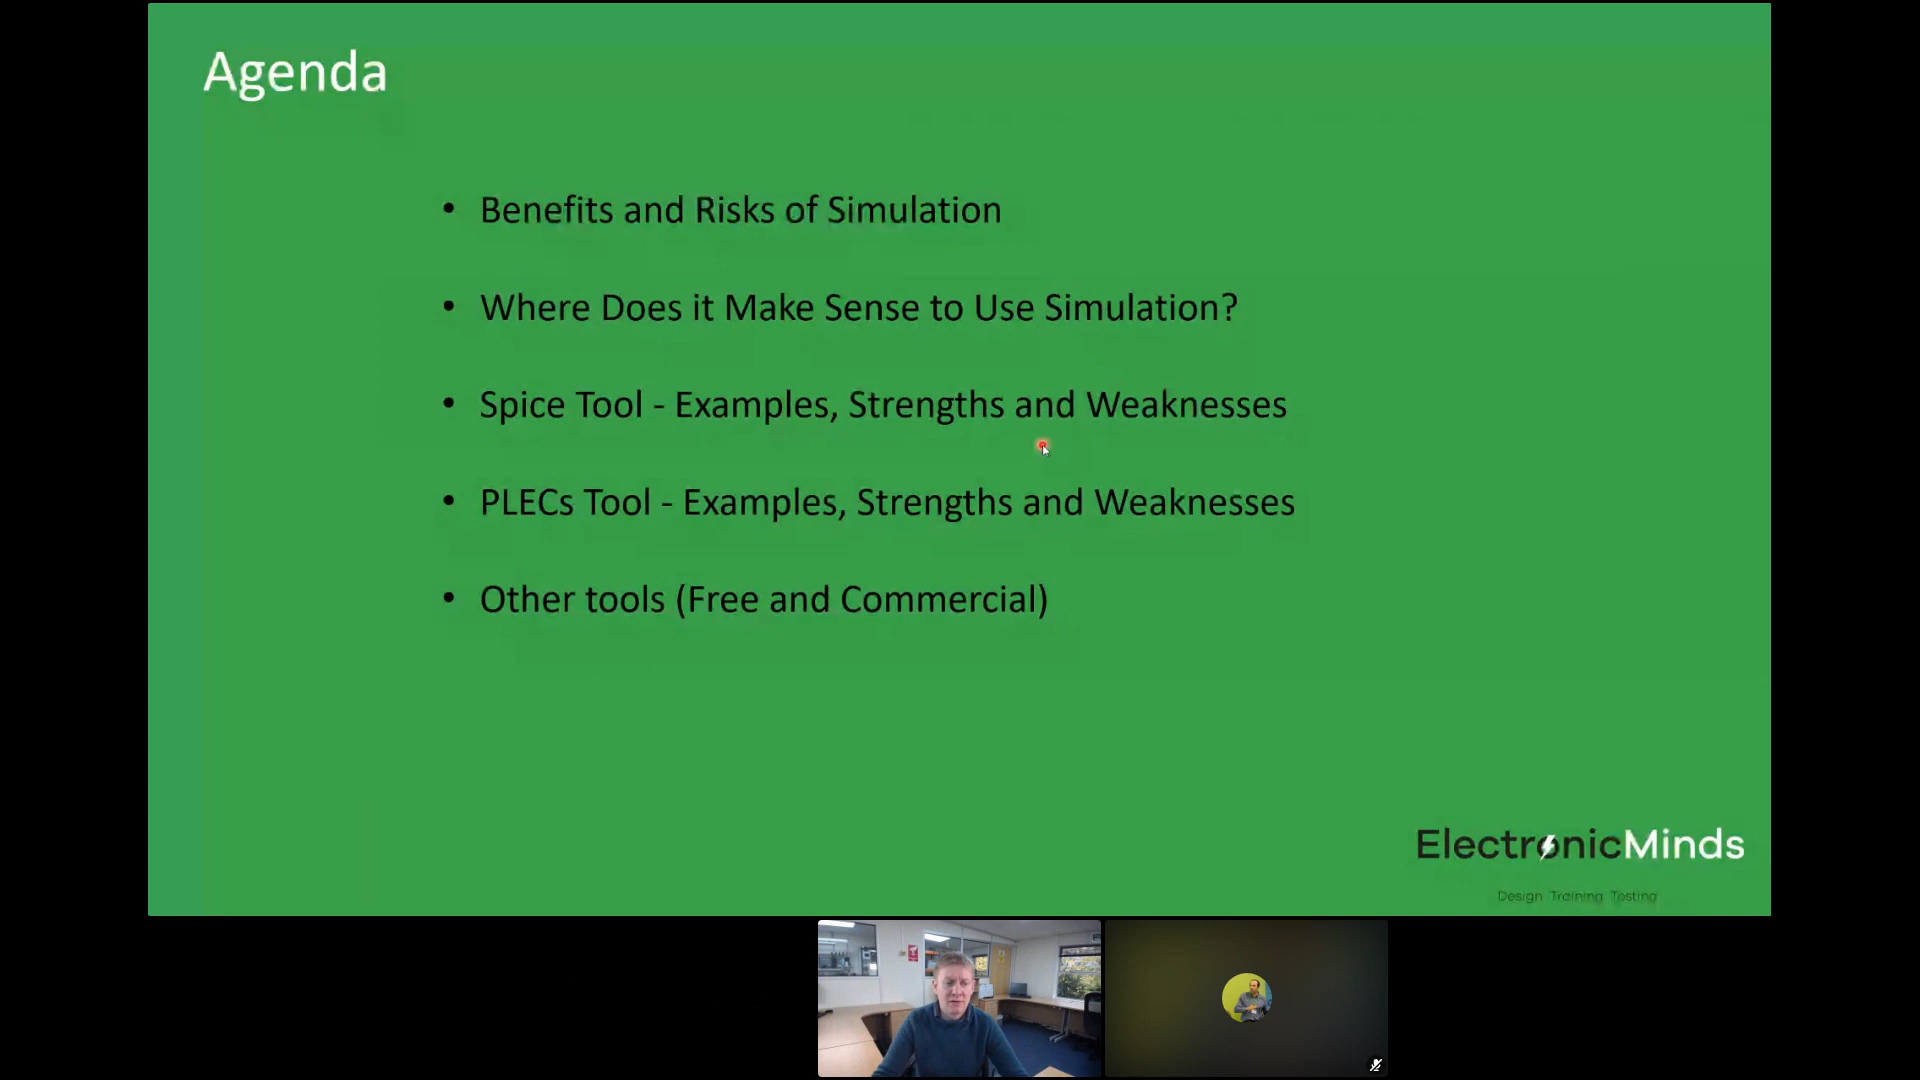 Agenda
• Benefits and Risks of Simulation
• Where Does it Make Sense to Use Simulation?
• Spice Tool - Examples, Strengths and Weaknesses
• PLECs Tool - Examples, Strengths and Weaknesses
• Other tools (Free and Commercial)
ElectronicMinds
Design Training Testing